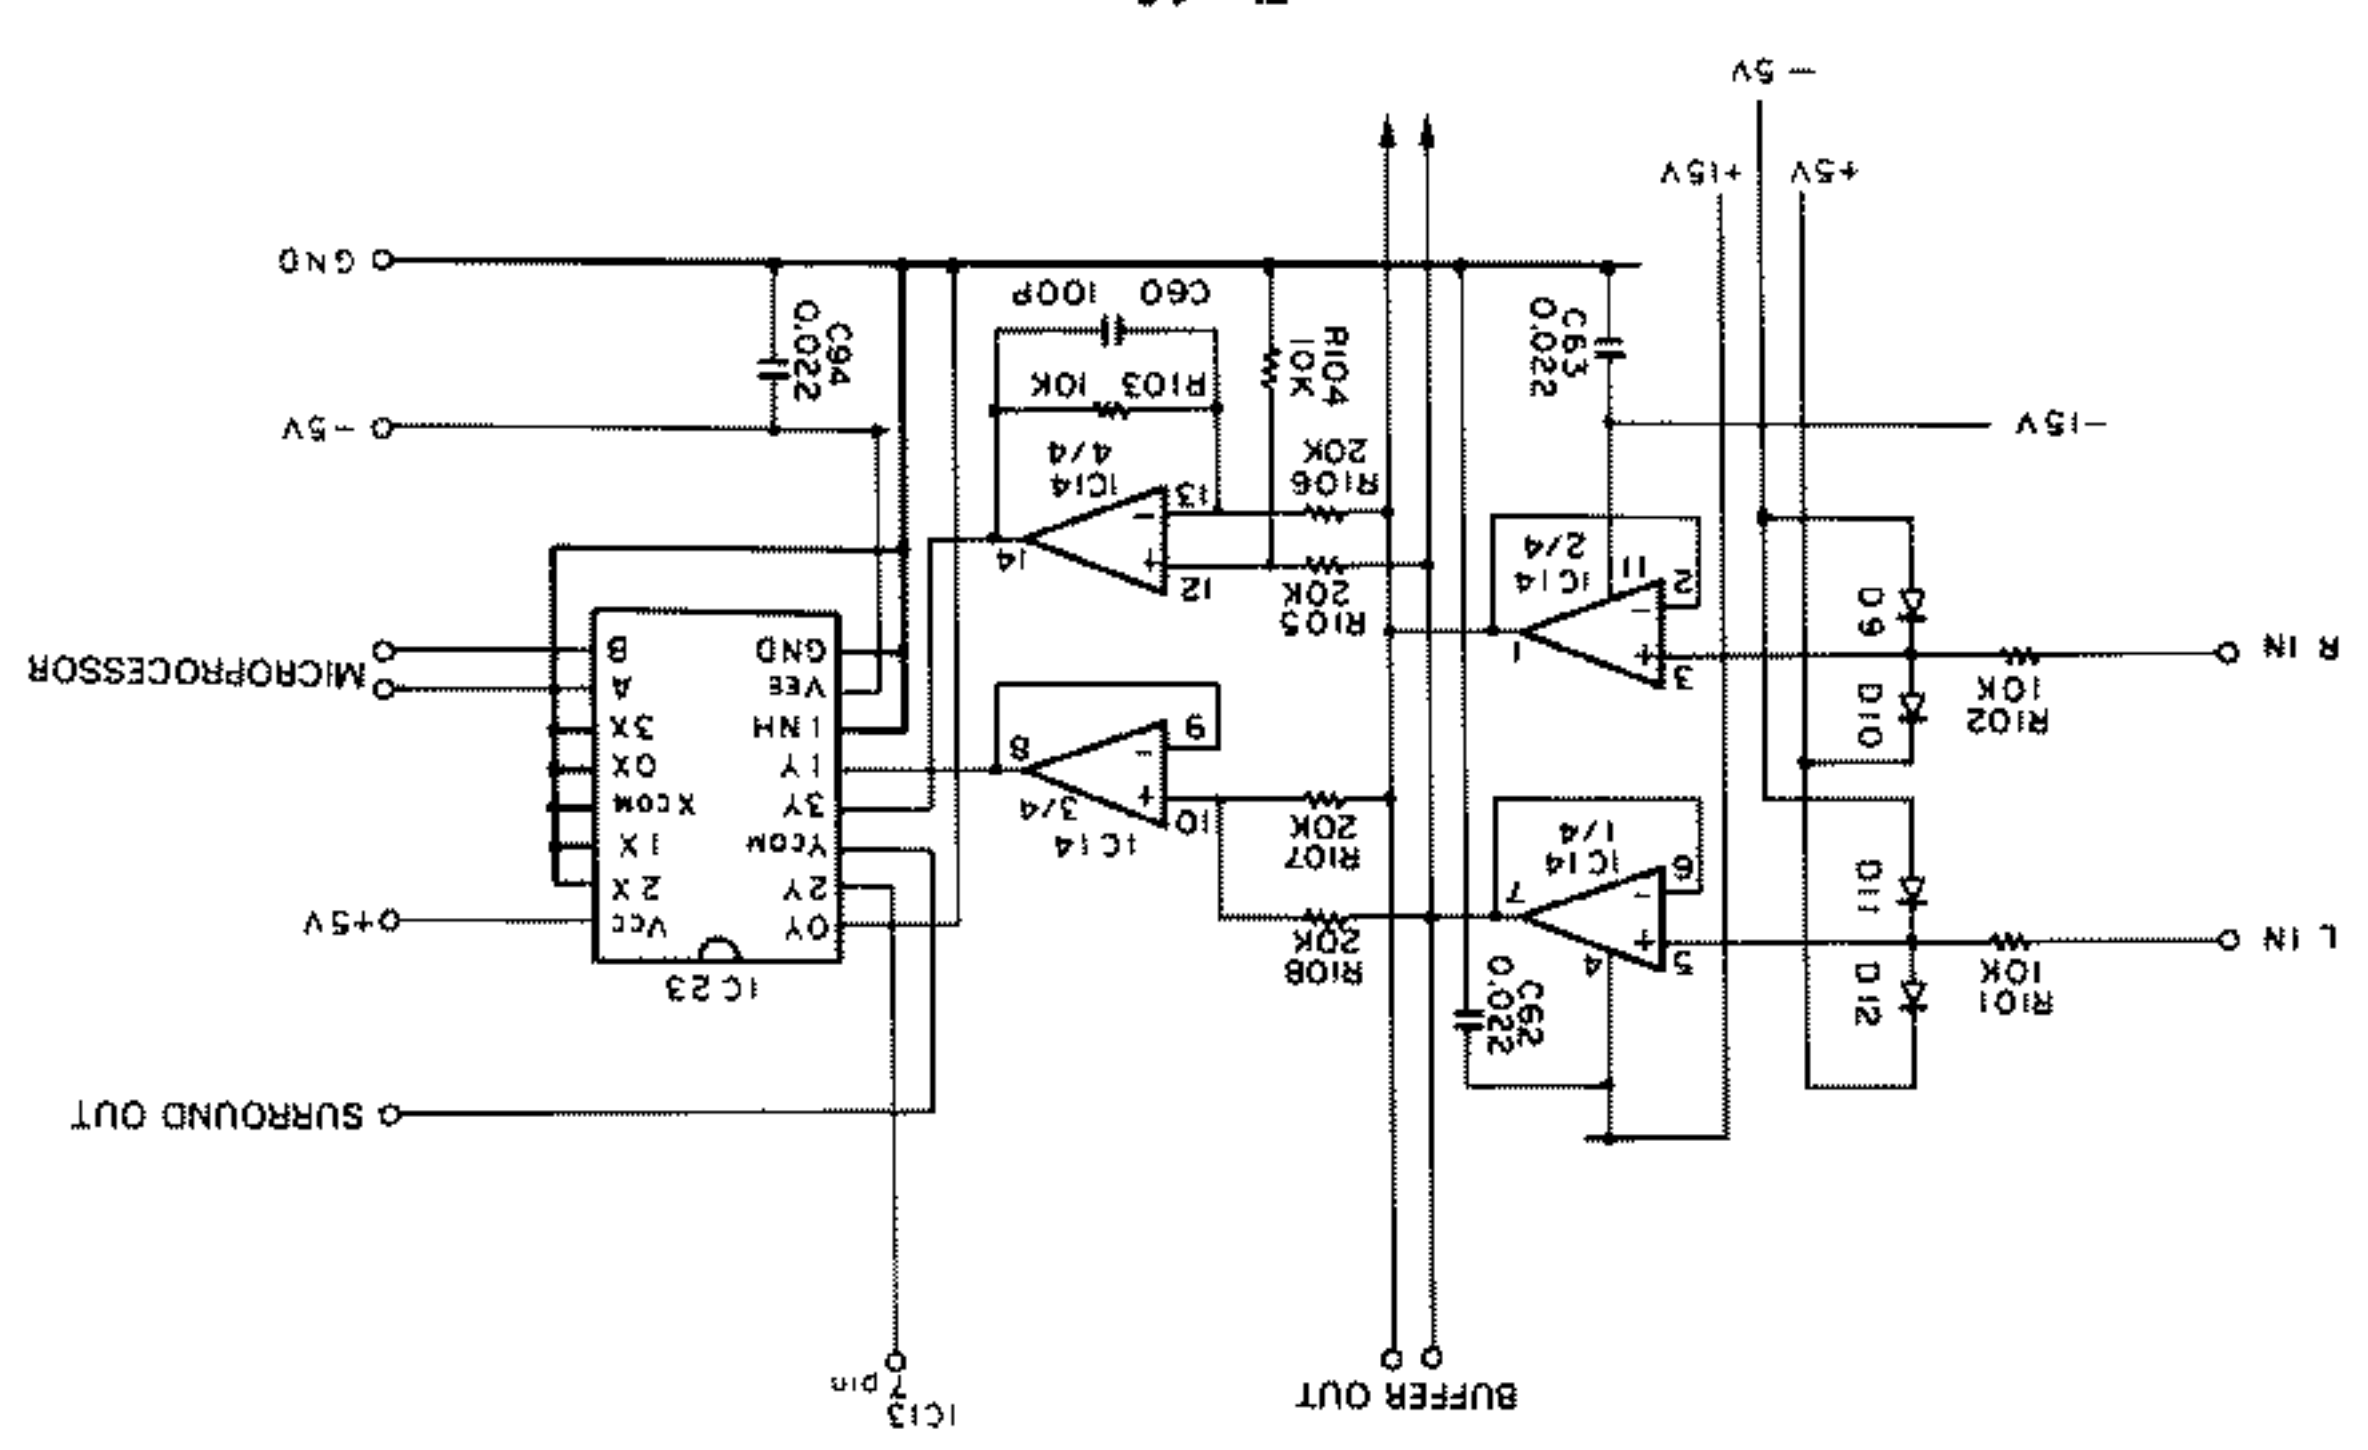 BUFFER OUT
IC13
7 pin
SURROUND OUT
L IN
R101
10K
D12
D11
C62
0.022
4
5
6
7
IC14
1/4
R108
20K
R107
20K
10
9
8
IC14
3/4
IC23
VCC
2X
1X
XCOM
0X
3X
A
B
0Y
2Y
YCOM
3Y
1Y
INH
VEE
GND
+5V
MICROPROCESSOR
R IN
R102
10K
D10
D9
3
2
1
11
IC14
2/4
R105
20K
R106
20K
12
13
14
IC14
4/4
R103 10K
C60 100P
R104
10K
-15V
C63
0.022
C94
0.022
-5V
GND
+5V
+15V
-5V